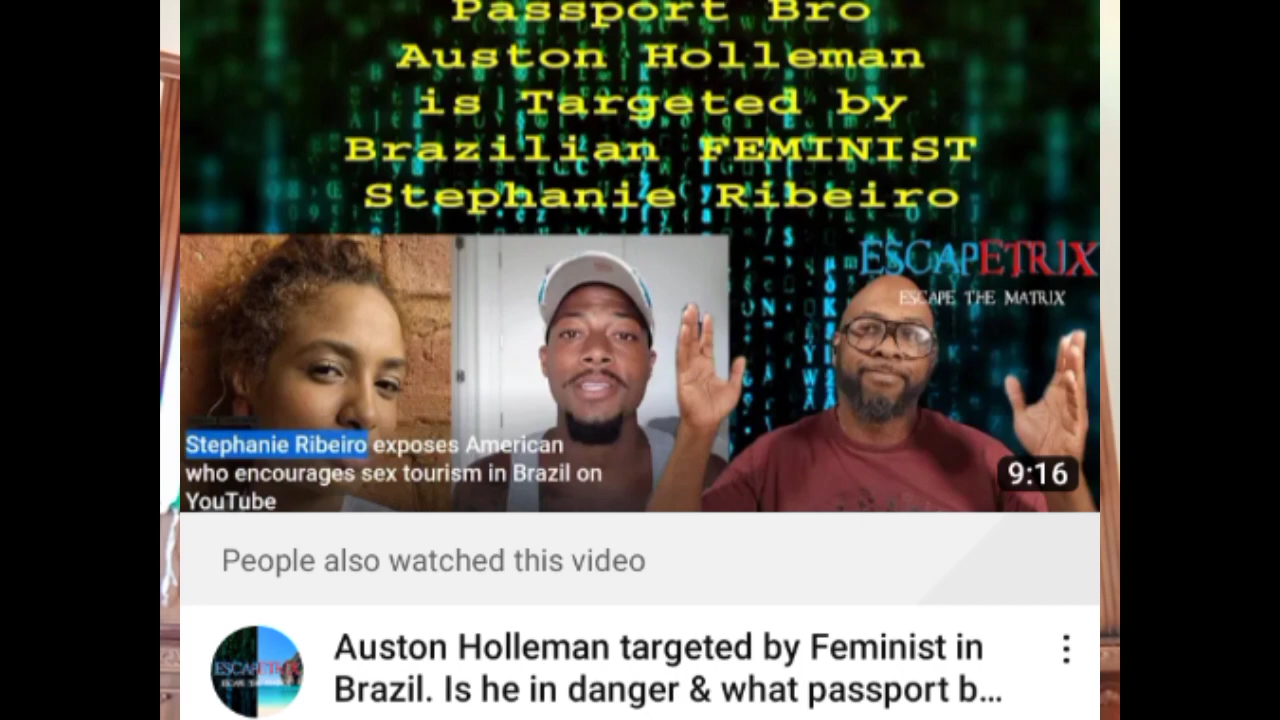 Passport Bro
Auston Holleman
is Targeted by
Brazilian FEMINIST
Stephanie Ribeiro
ESCAPETRIX
ESCAPE THE MATRIX
Stephanie Ribeiro exposes American
who encourages sex tourism in Brazil on
YouTube
9:16
People also watched this video
Auston Holleman targeted by Feminist in
Brazil. Is he in danger & what passport b...
ESCAPETRIX